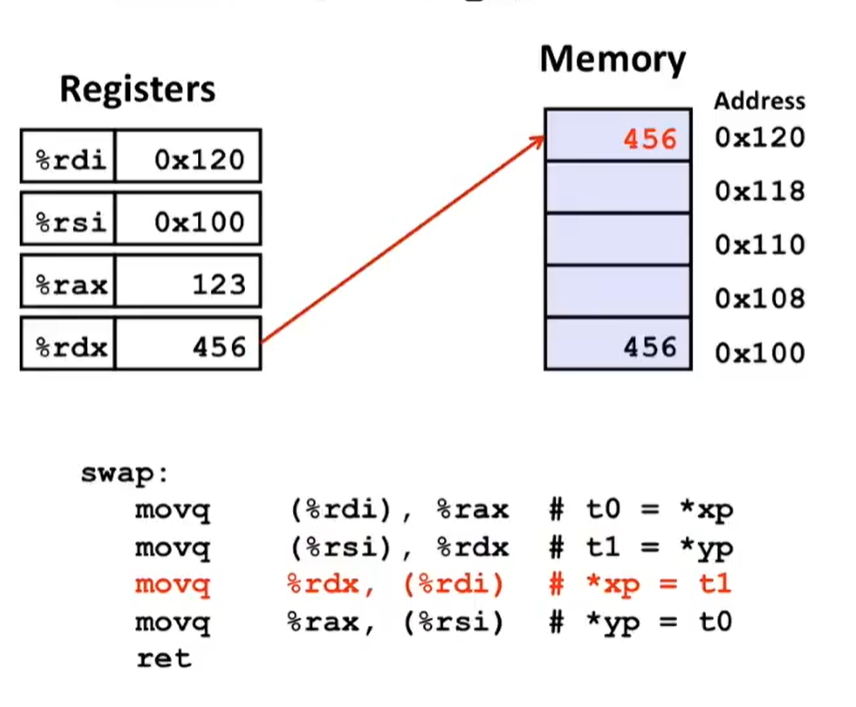 Registers
%rdi 0x120
%rsi 0x100
%rax 123
%rdx 456
Memory
Address
456 0x120
0x118
0x110
0x108
456 0x100
swap:
movq (%rdi), %rax # t0 = *xp
movq (%rsi), %rdx # t1 = *yp
movq %rdx, (%rdi) # *xp = t1
movq %rax, (%rsi) # *yp = t0
ret